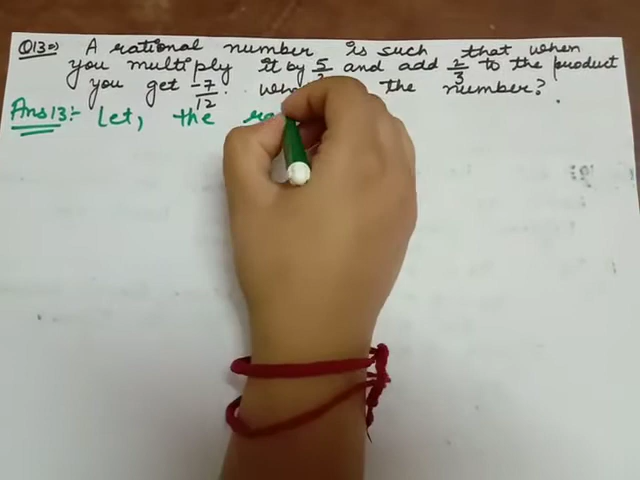 Q13⇒) A rational number is such that when
you multiply it by 5/2 and add 2/3 to the product
you get -7/12. the number?
Ans13:- Let, the